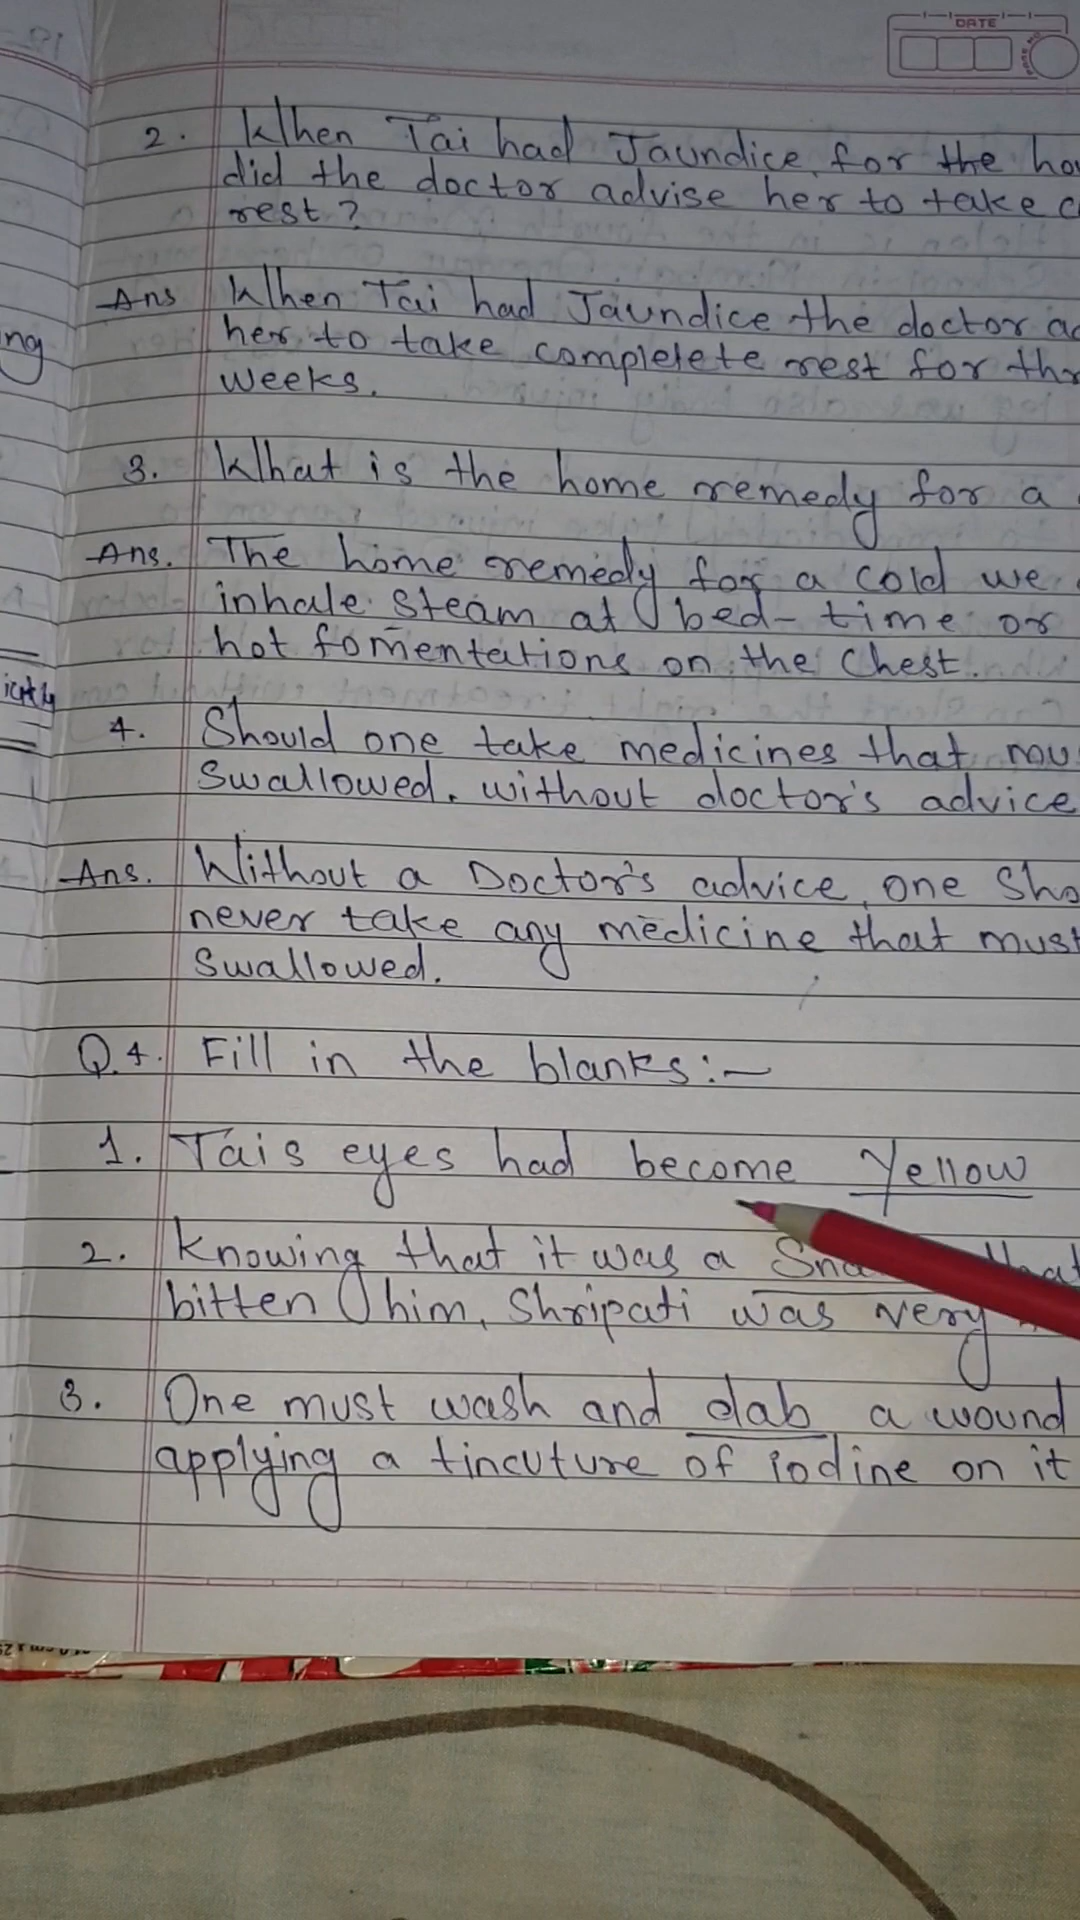 DATE
2. When Tai had Jaundice, for the
did the doctor advise her to take
rest?
Ans When Tai had Jaundice the doctor
her to take compelete rest for
weeks.
ng
3. What is the home remedy for a
Ans. The home remedy for a cold we
inhale steam at bed-time or
hot fomentations on the Chest.
4. Should one take medicines that
Swallowed. without doctor's advice
Ans. Without a Doctor's advice, one
never take any medicine that must
Swallowed.
Q.4. Fill in the blanks:-
1. Tais eyes had become Yellow
2. Knowing that it was a
bitten him, Shripati was very
3. One must wash and dab a wound
applying a tincuture of iodine on it